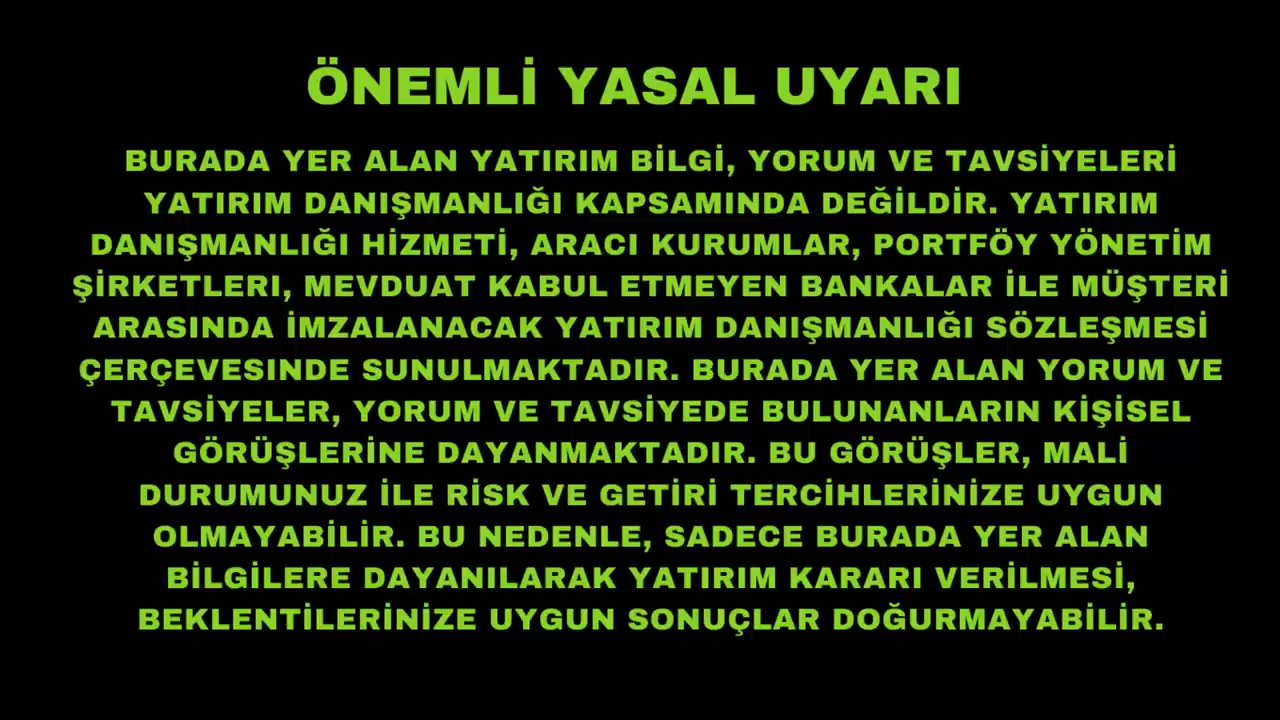 ÖNEMLİ YASAL UYARI
BURADA YER ALAN YATIRIM BİLGİ, YORUM VE TAVSİYELERİ
YATIRIM DANIŞMANLIĞI KAPSAMINDA DEĞİLDİR. YATIRIM
DANIŞMANLIĞI HİZMETİ, ARACI KURUMLAR, PORTFÖY YÖNETİM
ŞİRKETLERI, MEVDUAT KABUL ETMEYEN BANKALAR İLE MÜŞTERİ
ARASINDA İMZALANACAK YATIRIM DANIŞMANLIĞI SÖZLEŞMESİ
ÇERÇEVESINDE SUNULMAKTADIR. BURADA YER ALAN YORUM VE
TAVSİYELER, YORUM VE TAVSİYEDE BULUNANLARIN KİŞİSEL
GÖRÜŞLERİNE DAYANMAKTADIR. BU GÖRÜŞLER, MALİ
DURUMUNUZ İLE RİSK VE GETİRİ TERCİHLERİNİZE UYGUN
OLMAYABİLİR. BU NEDENLE, SADECE BURADA YER ALAN
BİLGİLERE DAYANILARAK YATIRIM KARARI VERİLMESİ,
BEKLENTİLERİNİZE UYGUN SONUÇLAR DOĞURMAYABİLİR.